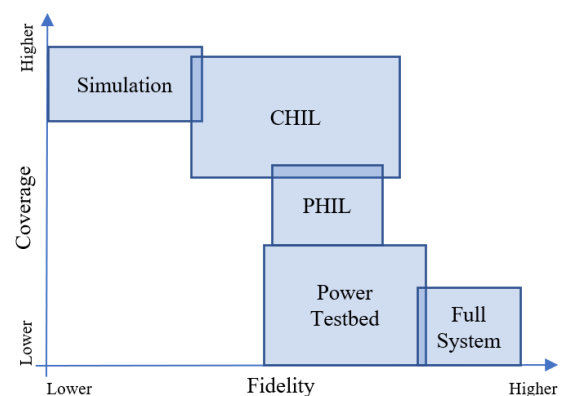 Higher
Simulation
CHIL
Coverage
PHIL
Power
Testbed
Full
System
Lower
Lower
Fidelity
Higher